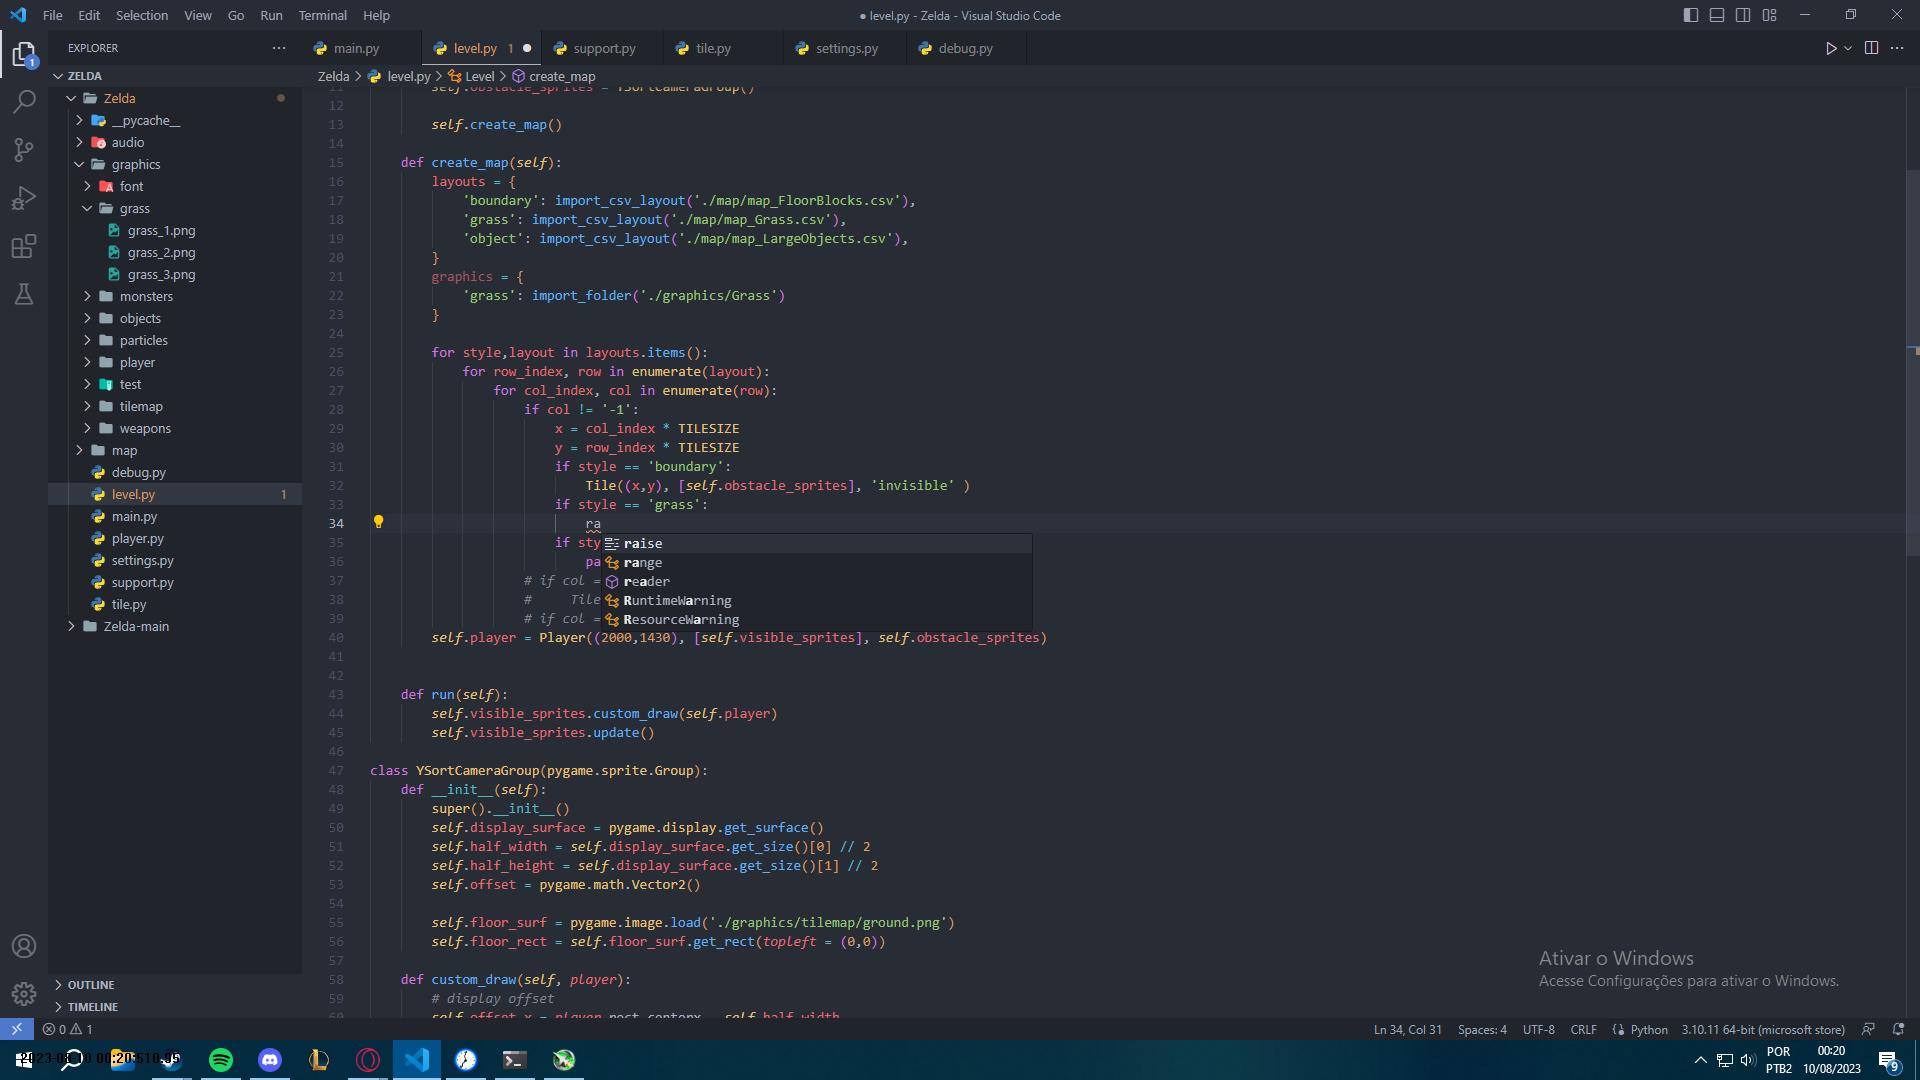 File Edit Selection View Go Run Terminal Help
● level.py - Zelda - Visual Studio Code
EXPLORER
main.py
level.py 1
support.py
tile.py
settings.py
debug.py
ZELDA
Zelda
__pycache__
audio
graphics
font
grass
grass_1.png
grass_2.png
grass_3.png
monsters
objects
particles
player
test
tilemap
weapons
map
debug.py
level.py 1
main.py
player.py
settings.py
support.py
tile.py
Zelda-main
OUTLINE
TIMELINE
Zelda > level.py > Level > create_map
11 self.obstacle_sprites = YSortCameraGroup()
12
13 self.create_map()
14
15 def create_map(self):
16 layouts = {
17 'boundary': import_csv_layout('./map/map_FloorBlocks.csv'),
18 'grass': import_csv_layout('./map/map_Grass.csv'),
19 'object': import_csv_layout('./map/map_LargeObjects.csv'),
20 }
21 graphics = {
22 'grass': import_folder('./graphics/Grass')
23 }
24
25 for style,layout in layouts.items():
26 for row_index, row in enumerate(layout):
27 for col_index, col in enumerate(row):
28 if col != '-1':
29 x = col_index * TILESIZE
30 y = row_index * TILESIZE
31 if style == 'boundary':
32 Tile((x,y), [self.obstacle_sprites], 'invisible' )
33 if style == 'grass':
34 ra
35 if sty
36 pa
37 # if col =
38 # Tile
39 # if col =
raise
range
reader
RuntimeWarning
ResourceWarning
40 self.player = Player((2000,1430), [self.visible_sprites], self.obstacle_sprites)
41
42
43 def run(self):
44 self.visible_sprites.custom_draw(self.player)
45 self.visible_sprites.update()
46
47 class YSortCameraGroup(pygame.sprite.Group):
48 def __init__(self):
49 super().__init__()
50 self.display_surface = pygame.display.get_surface()
51 self.half_width = self.display_surface.get_size()[0] // 2
52 self.half_height = self.display_surface.get_size()[1] // 2
53 self.offset = pygame.math.Vector2()
54
55 self.floor_surf = pygame.image.load('./graphics/tilemap/ground.png')
56 self.floor_rect = self.floor_surf.get_rect(topleft = (0,0))
57
58 def custom_draw(self, player):
59 # display offset
60 self.offset.x = player.rect.centerx - self.half_width
Ativar o Windows
Acesse Configurações para ativar o Windows.
0 1
Ln 34, Col 31 Spaces: 4 UTF-8 CRLF Python 3.10.11 64-bit (microsoft store)
POR
PTB2
00:20
10/08/2023
9